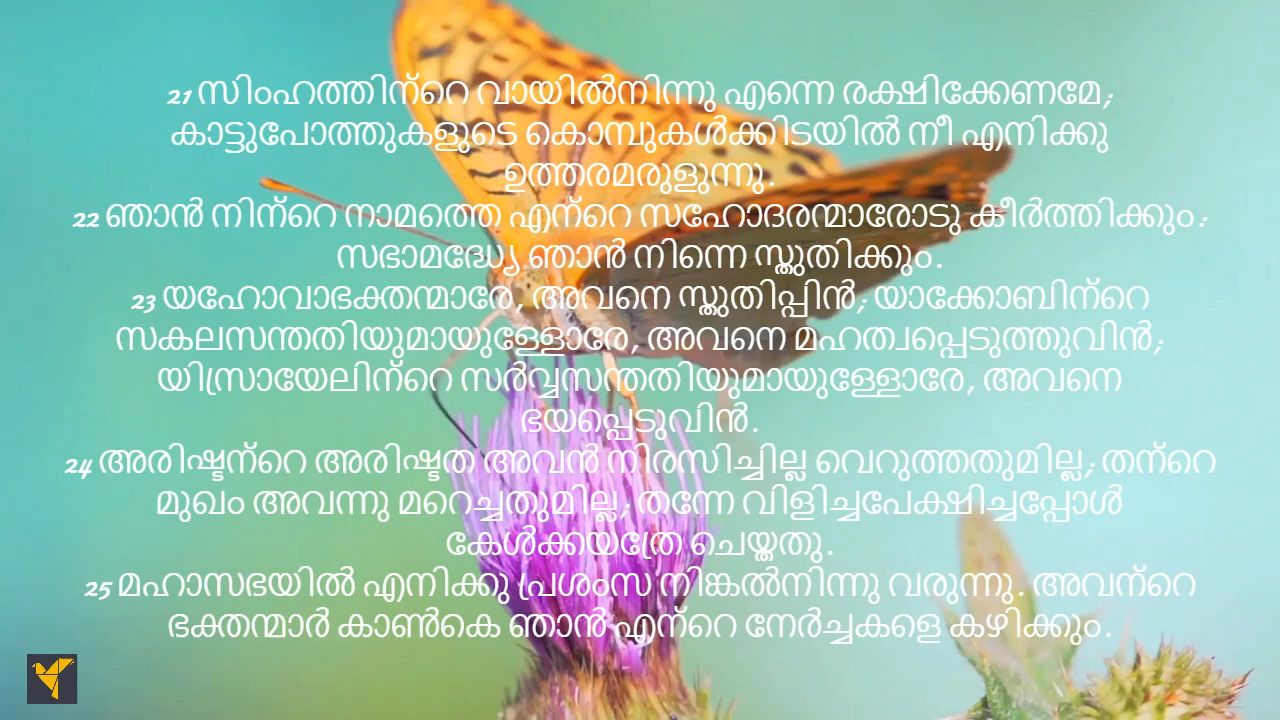 21 സിംഹത്തിന്റെ വായിൽനിന്നു എന്നെ രക്ഷിക്കേണമേ;
കാട്ടുപോത്തുകളുടെ കൊമ്പുകൾക്കിടയിൽ നീ എനിക്കു
ഉത്തരമരുളുന്നു.
22 ഞാൻ നിന്റെ നാമത്തെ എന്റെ സഹോദരന്മാരോടു കീർത്തിക്കും:
സഭാമദ്ധ്യേ ഞാൻ നിന്നെ സ്തുതിക്കും.
23 യഹോവാഭക്തന്മാരേ, അവനെ സ്തുതിപ്പിൻ; യാക്കോബിന്റെ
സകലസന്തതിയുമായുള്ളോരേ, അവനെ മഹത്വപ്പെടുത്തുവിൻ;
യിസ്രായേലിന്റെ സർവ്വസന്തതിയുമായുള്ളോരേ, അവനെ
ഭയപ്പെടുവിൻ.
24 അരിഷ്ടന്റെ അരിഷ്ടത അവൻ നിരസിച്ചില്ല വെറുത്തതുമില്ല; തന്റെ
മുഖം അവന്നു മറെച്ചതുമില്ല; തന്നേ വിളിച്ചപേക്ഷിച്ചപ്പോൾ
കേൾക്കയത്രേ ചെയ്തതു.
25 മഹാസഭയിൽ എനിക്കു പ്രശംസ നിങ്കൽനിന്നു വരുന്നു. അവന്റെ
ഭക്തന്മാർ കാൺകെ ഞാൻ എന്റെ നേർച്ചകളെ കഴിക്കും.